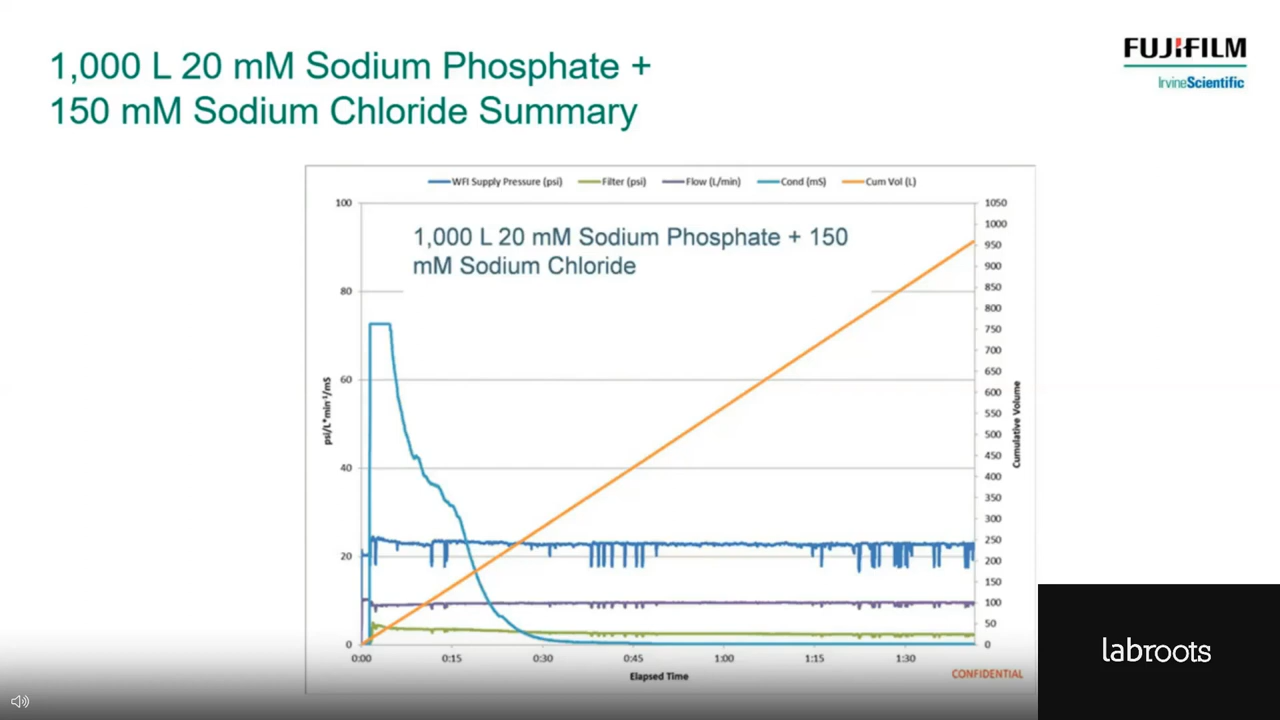 1,000 L 20 mM Sodium Phosphate +
150 mM Sodium Chloride Summary
FUJIFILM
IrvineScientific
WFI Supply Pressure (psi) Filter (psi) Flow (L/min) Cond (mS) Cum Vol (L)
1,000 L 20 mM Sodium Phosphate + 150
mM Sodium Chloride
psi/L*min⁻¹/mS
100
80
60
40
20
0
1050
1000
950
900
850
800
750
700
650
600
550
500
450
400
350
300
250
200
150
100
50
0
Cumulative Volume
0:00 0:15 0:30 0:45 1:00 1:15 1:30
Elapsed Time
CONFIDENTIAL
labroots